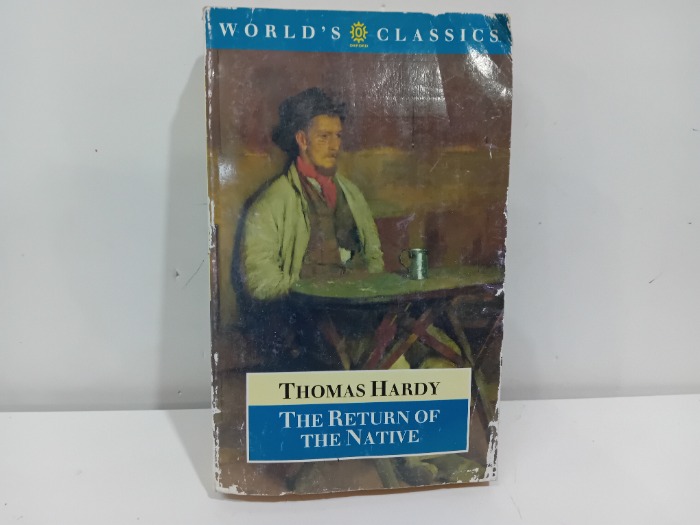 WORLD'S CLASSICS
THOMAS HARDY
THE RETURN OF
THE NATIVE